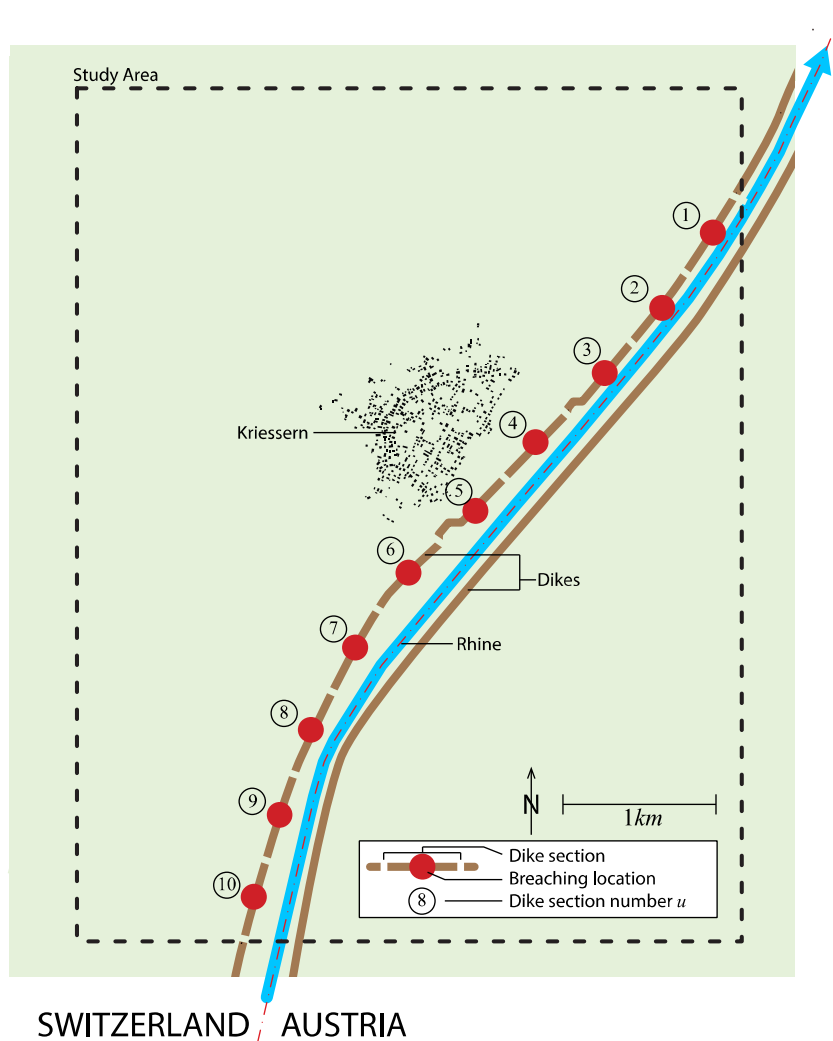 Study Area
1
2
3
4
Kriessern
5
6
Dikes
7
Rhine
8
9
N
1km
Dike section
Breaching location
8
Dike section number u
10
SWITZERLAND
AUSTRIA